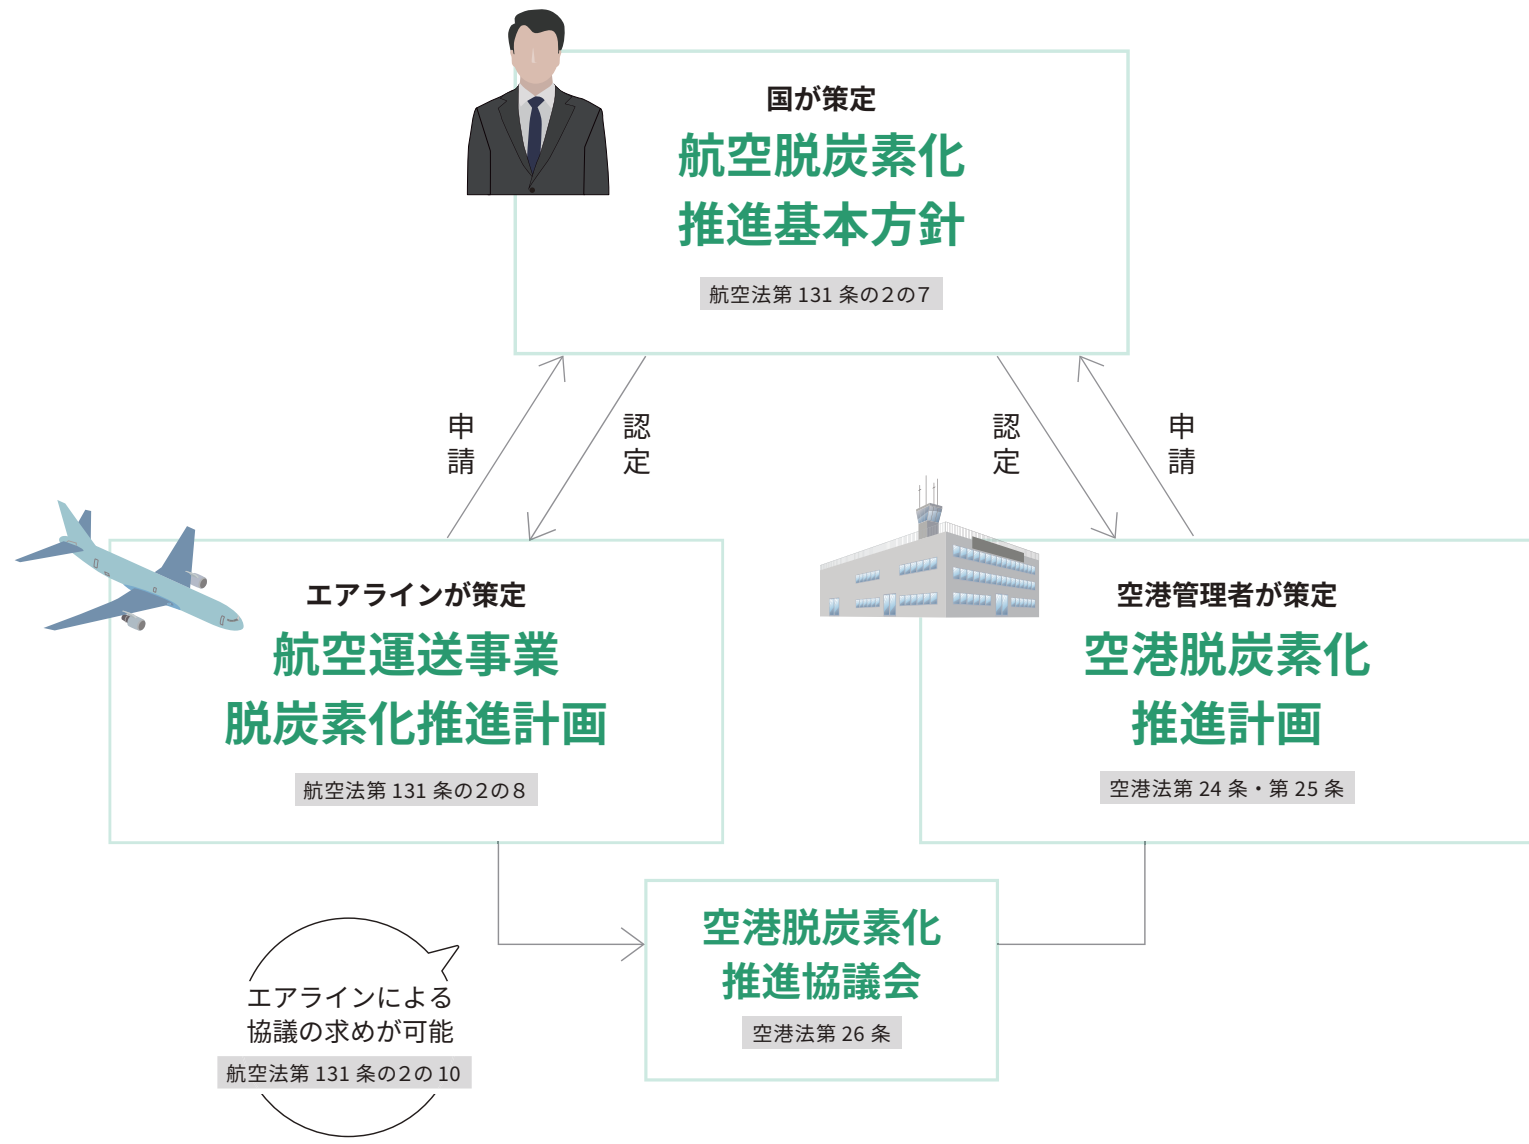 国が策定
航空脱炭素化
推進基本方針
航空法第 131 条の2の7
申請
認定
認定
申請
エアラインが策定
航空運送事業
脱炭素化推進計画
航空法第 131 条の2の8
空港管理者が策定
空港脱炭素化
推進計画
空港法第 24 条・第 25 条
空港脱炭素化
推進協議会
空港法第 26 条
エアラインによる
協議の求めが可能
航空法第 131 条の2の 10